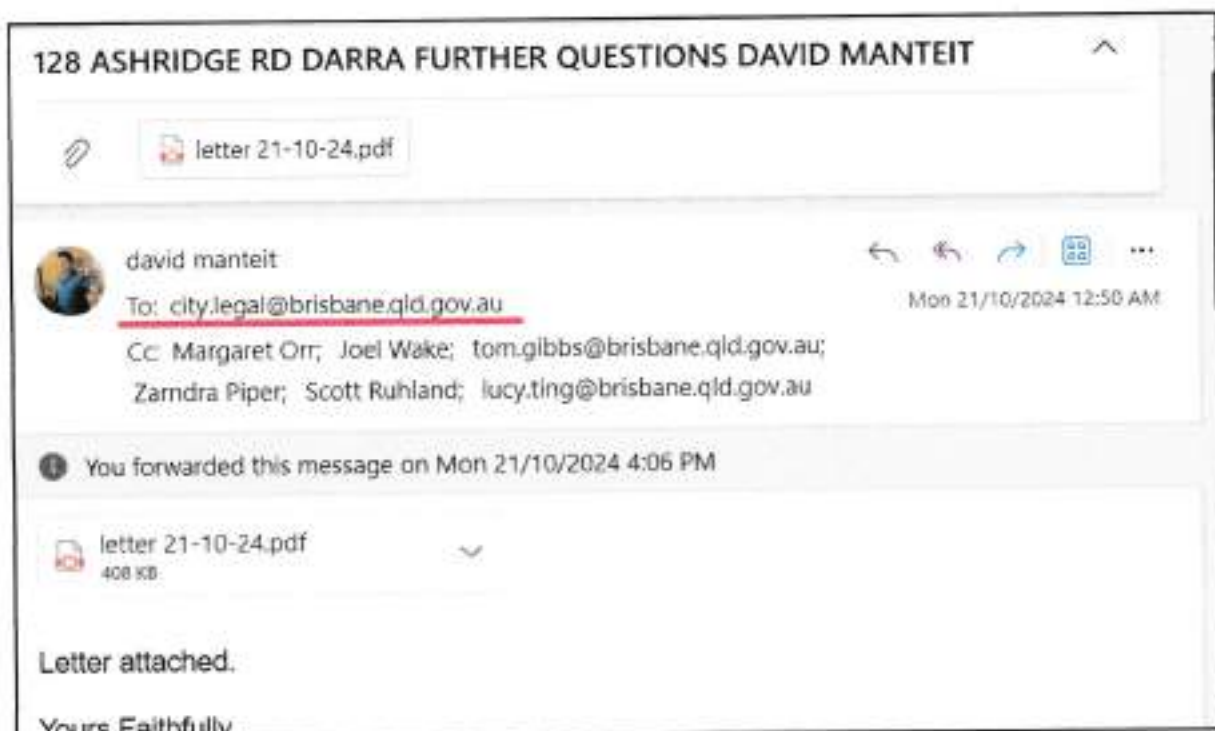 128 ASHRIDGE RD DARRA FURTHER QUESTIONS DAVID MANTEIT
letter 21-10-24.pdf
david manteit
To: city.legal@brisbane.qld.gov.au
Mon 21/10/2024 12:50 AM
Cc: Margaret Orr; Joel Wake; tom.gibbs@brisbane.qld.gov.au;
Zarndra Piper; Scott Ruhland; lucy.ting@brisbane.qld.gov.au
You forwarded this message on Mon 21/10/2024 4:06 PM
letter 21-10-24.pdf
408 KB
Letter attached.
Yours Faithfully